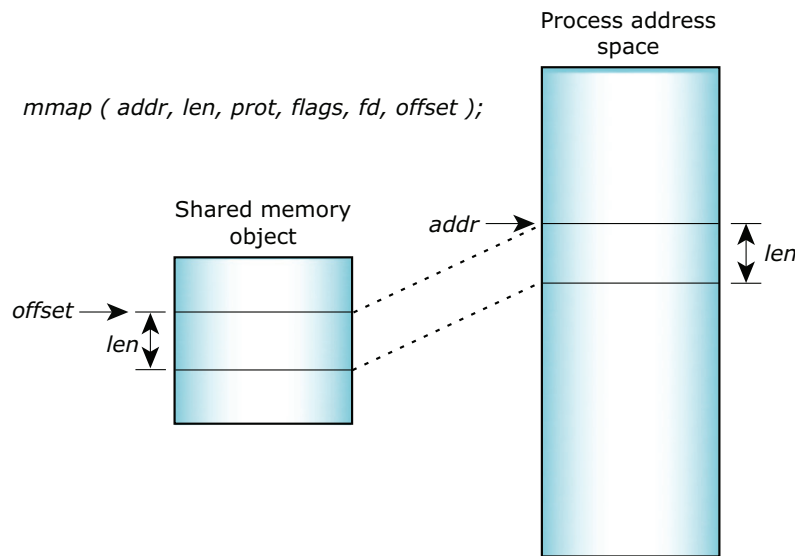 Process address
space
mmap ( addr, len, prot, flags, fd, offset );
Shared memory
object
addr
len
offset
len